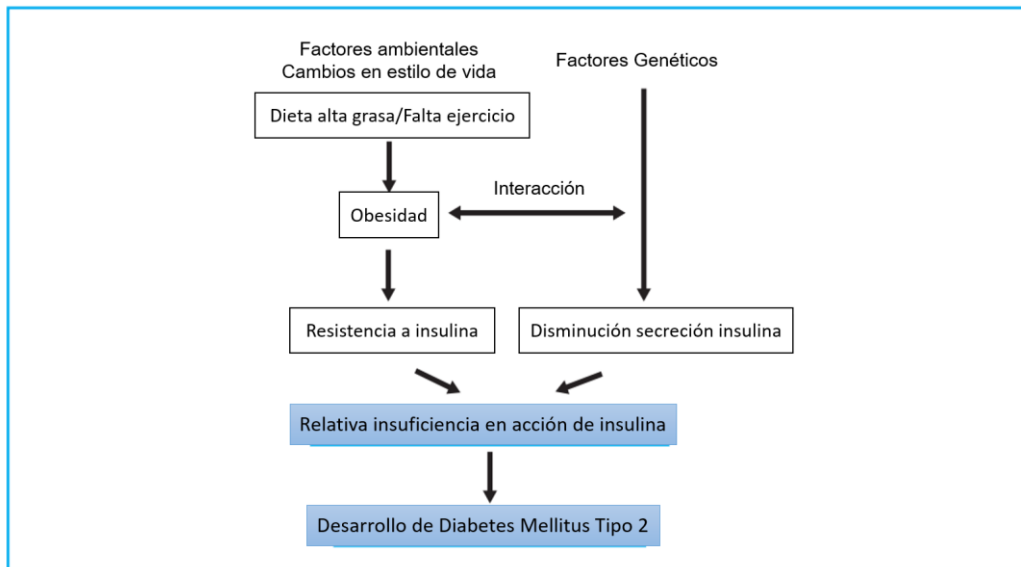 Factores ambientales
Cambios en estilo de vida
Factores Genéticos
Dieta alta grasa/Falta ejercicio
Interacción
Obesidad
Resistencia a insulina
Disminución secreción insulina
Relativa insuficiencia en acción de insulina
Desarrollo de Diabetes Mellitus Tipo 2